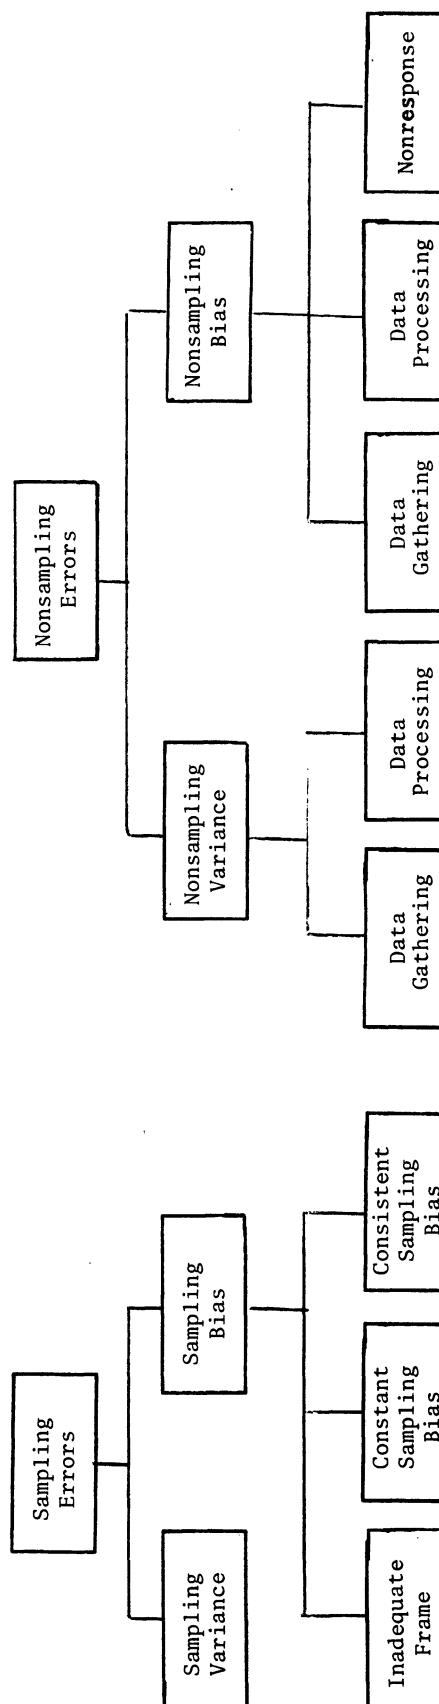 Sampling
Errors
Sampling
Variance
Sampling
Bias
Inadequate
Frame
Constant
Sampling
Bias
Consistent
Sampling
Bias
Nonsampling
Errors
Nonsampling
Variance
Nonsampling
Bias
Data
Gathering
Data
Processing
Data
Gathering
Data
Processing
Nonresponse